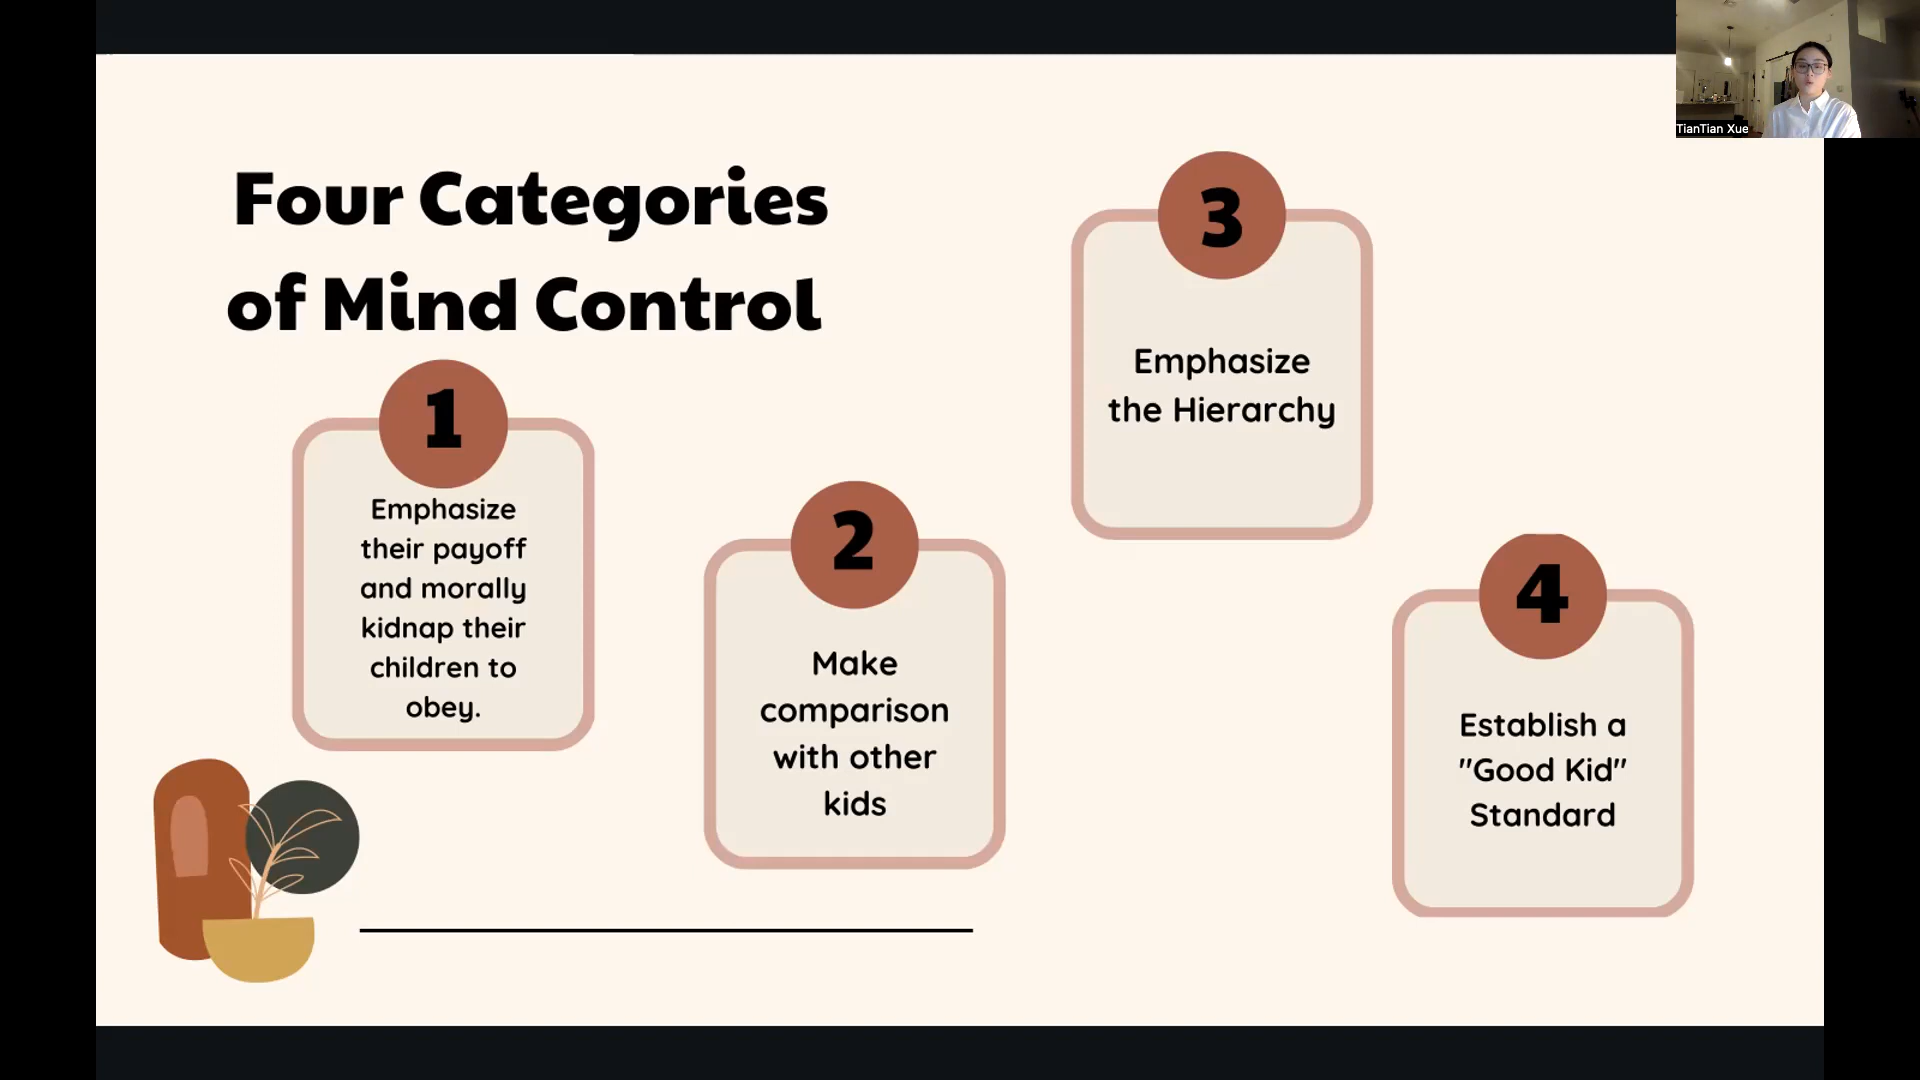 Four Categories
of Mind Control
1
Emphasize
their payoff
and morally
kidnap their
children to
obey.
2
Make
comparison
with other
kids
3
Emphasize
the Hierarchy
4
Establish a
"Good Kid"
Standard
TianTian Xue